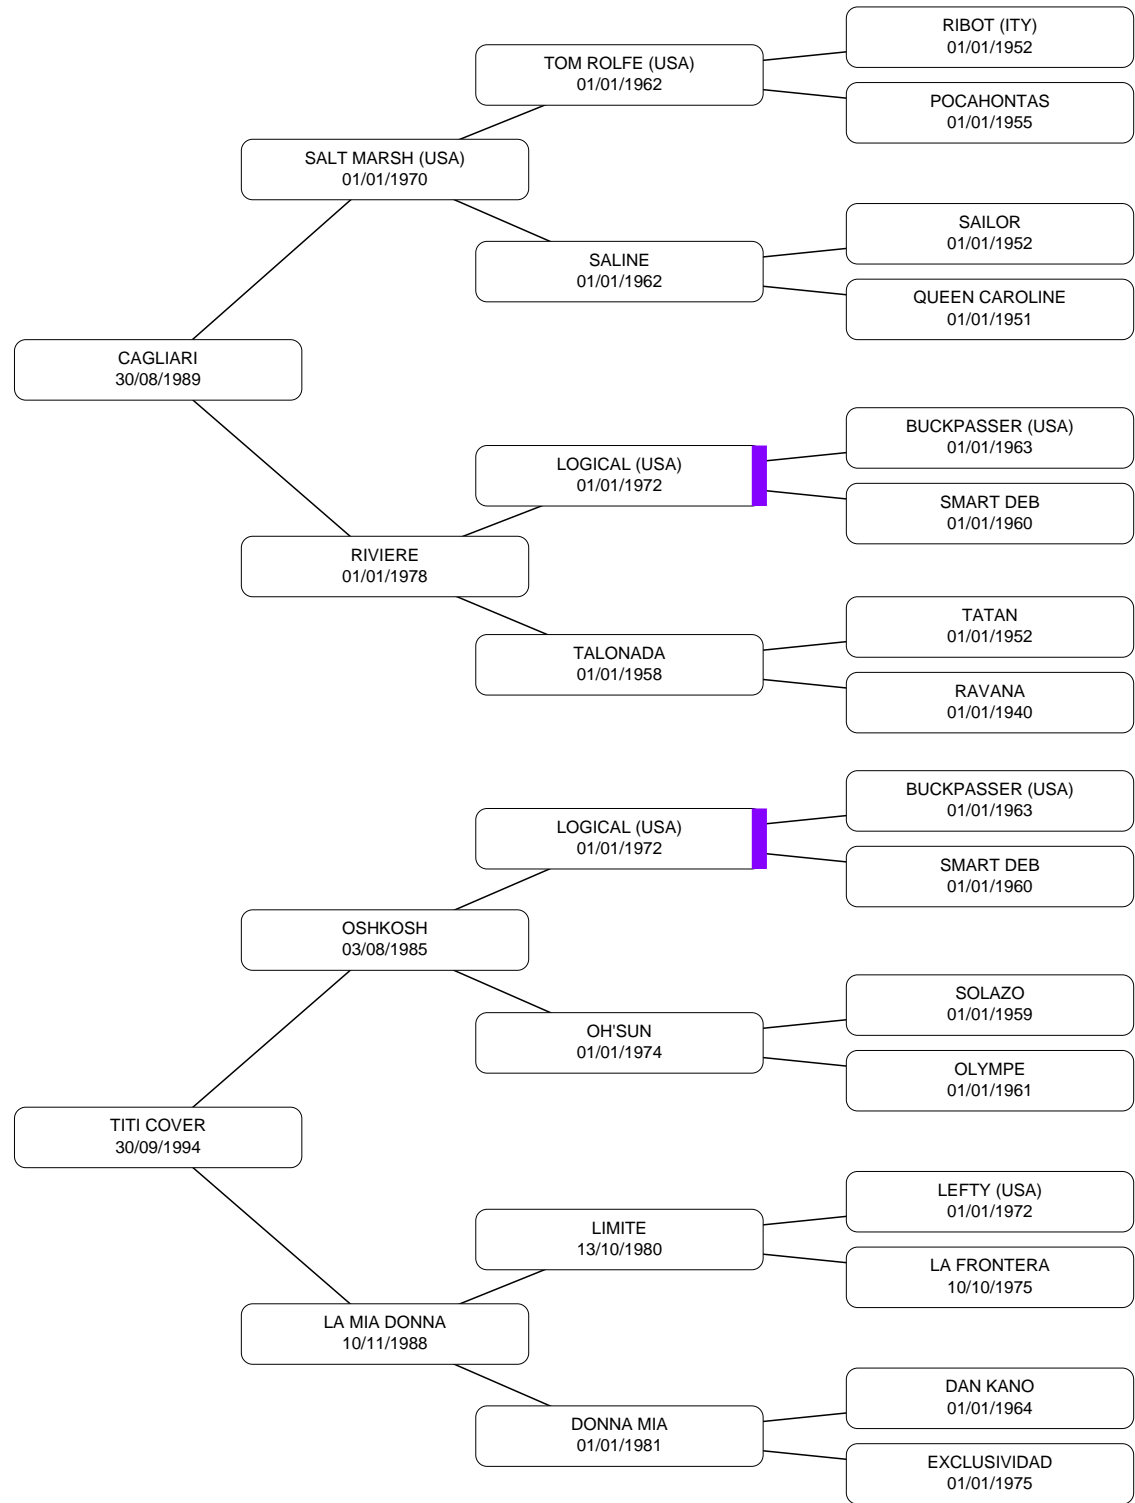 RIBOT (ITY)
01/01/1952
TOM ROLFE (USA)
01/01/1962
POCAHONTAS
01/01/1955
SALT MARSH (USA)
01/01/1970
SAILOR
01/01/1952
SALINE
01/01/1962
QUEEN CAROLINE
01/01/1951
CAGLIARI
30/08/1989
BUCKPASSER (USA)
01/01/1963
LOGICAL (USA)
01/01/1972
SMART DEB
01/01/1960
RIVIERE
01/01/1978
TATAN
01/01/1952
TALONADA
01/01/1958
RAVANA
01/01/1940
BUCKPASSER (USA)
01/01/1963
LOGICAL (USA)
01/01/1972
SMART DEB
01/01/1960
OSHKOSH
03/08/1985
SOLAZO
01/01/1959
OH'SUN
01/01/1974
OLYMPE
01/01/1961
TITI COVER
30/09/1994
LEFTY (USA)
01/01/1972
LIMITE
13/10/1980
LA FRONTERA
10/10/1975
LA MIA DONNA
10/11/1988
DAN KANO
01/01/1964
DONNA MIA
01/01/1981
EXCLUSIVIDAD
01/01/1975